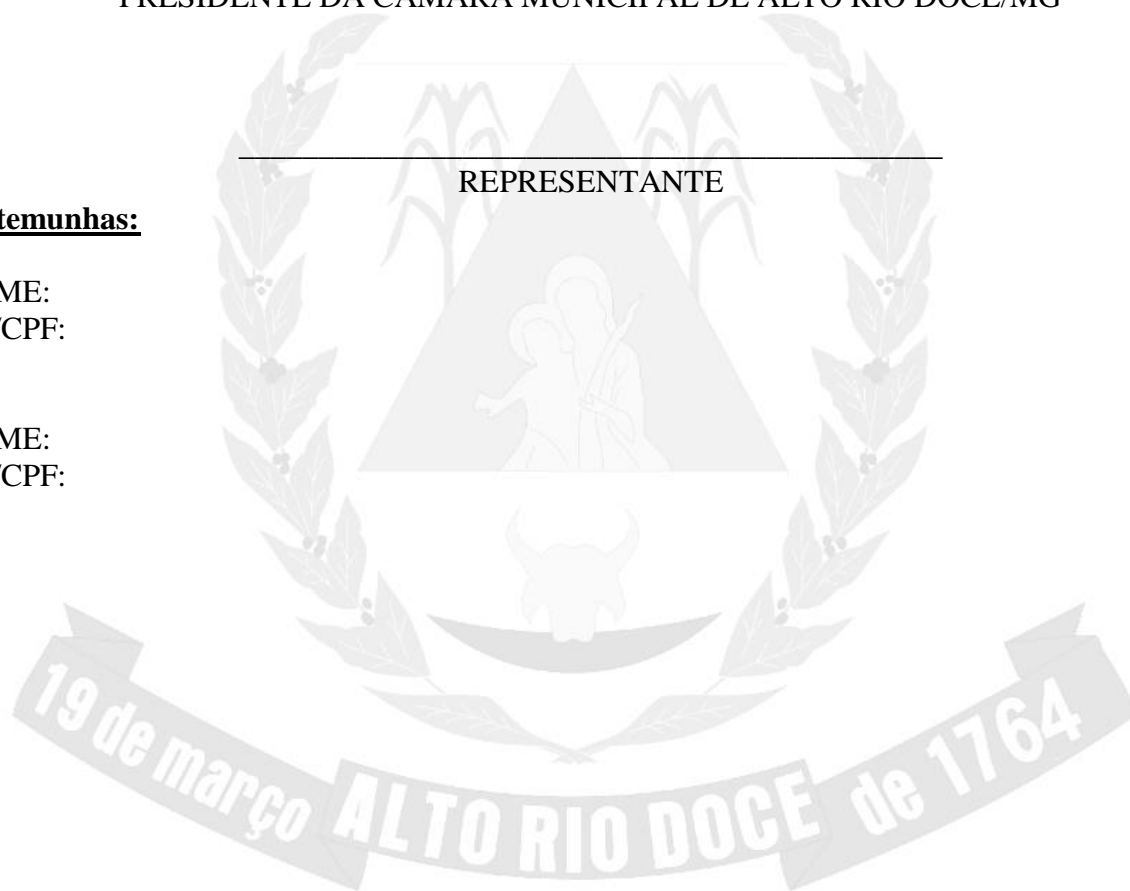 PRESIDENTE DA CÂMARA MUNICIPAL DE ALTO RIO DOCE/MG
____________________________________________
REPRESENTANTE
temunhas:
ME:
/CPF:
ME:
/CPF:
19 de março ALTO RIO DOCE de 1764